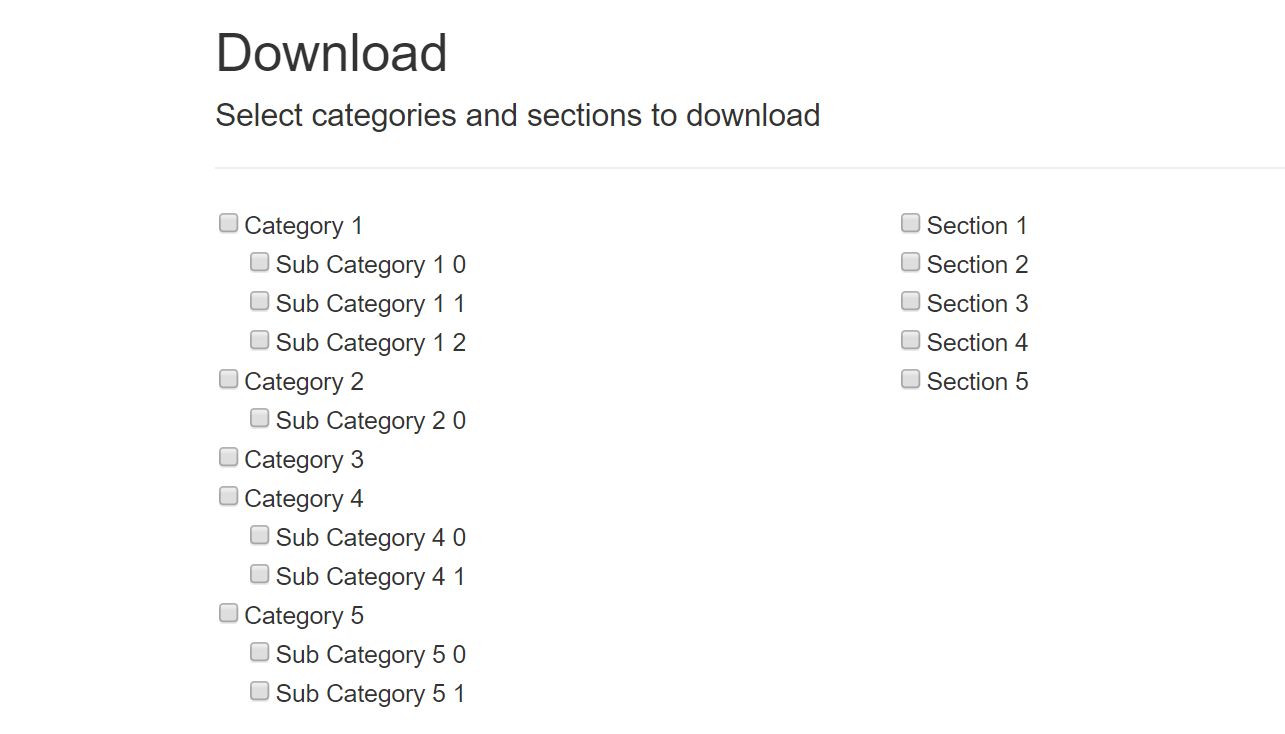 Download
Select categories and sections to download
Category 1
Sub Category 1 0
Sub Category 1 1
Sub Category 1 2
Category 2
Sub Category 2 0
Category 3
Category 4
Sub Category 4 0
Sub Category 4 1
Category 5
Sub Category 5 0
Sub Category 5 1
Section 1
Section 2
Section 3
Section 4
Section 5